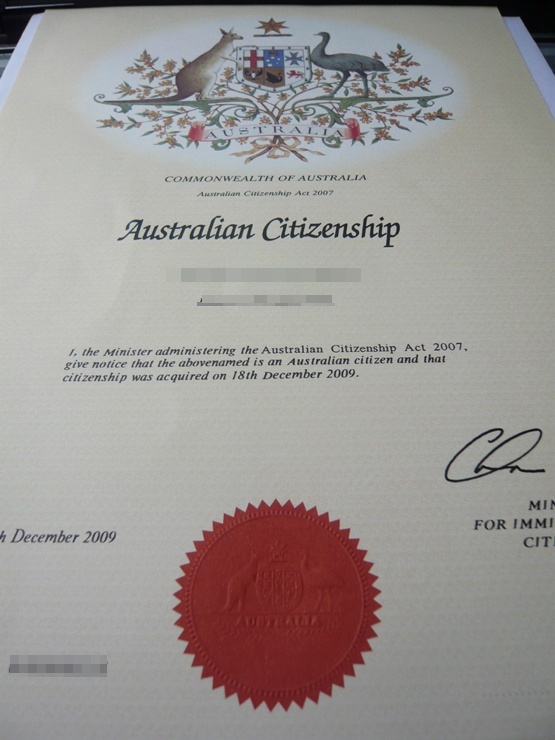 AUSTRALIA
COMMONWEALTH OF AUSTRALIA
Australian Citizenship Act 2007
Australian Citizenship
I, the Minister administering the Australian Citizenship Act 2007,
give notice that the abovenamed is an Australian citizen and that
citizenship was acquired on 18th December 2009.
MIN
FOR IMMI
CITI
h December 2009
AUSTRALIA